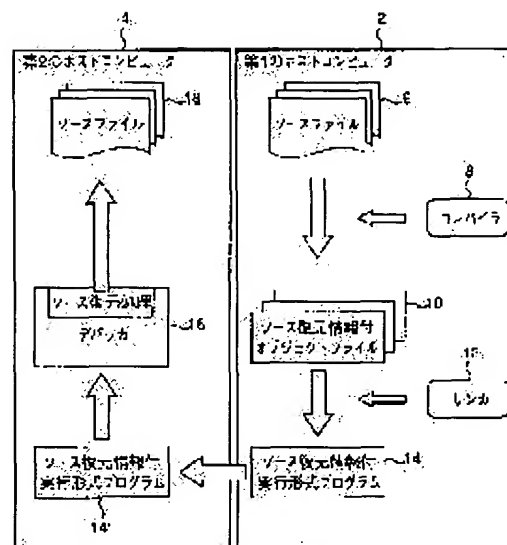 4
2
第2のホストコンピュータ
第1のホストコンピュータ
18
ソースファイル
6
ソースファイル
8
コンパイラ
デバッガ
16
10
ソース復元情報付
オブジェクトファイル
リンカ
ソース復元情報付
実行形式プログラム
14'
ソース復元情報付
実行形式プログラム
14